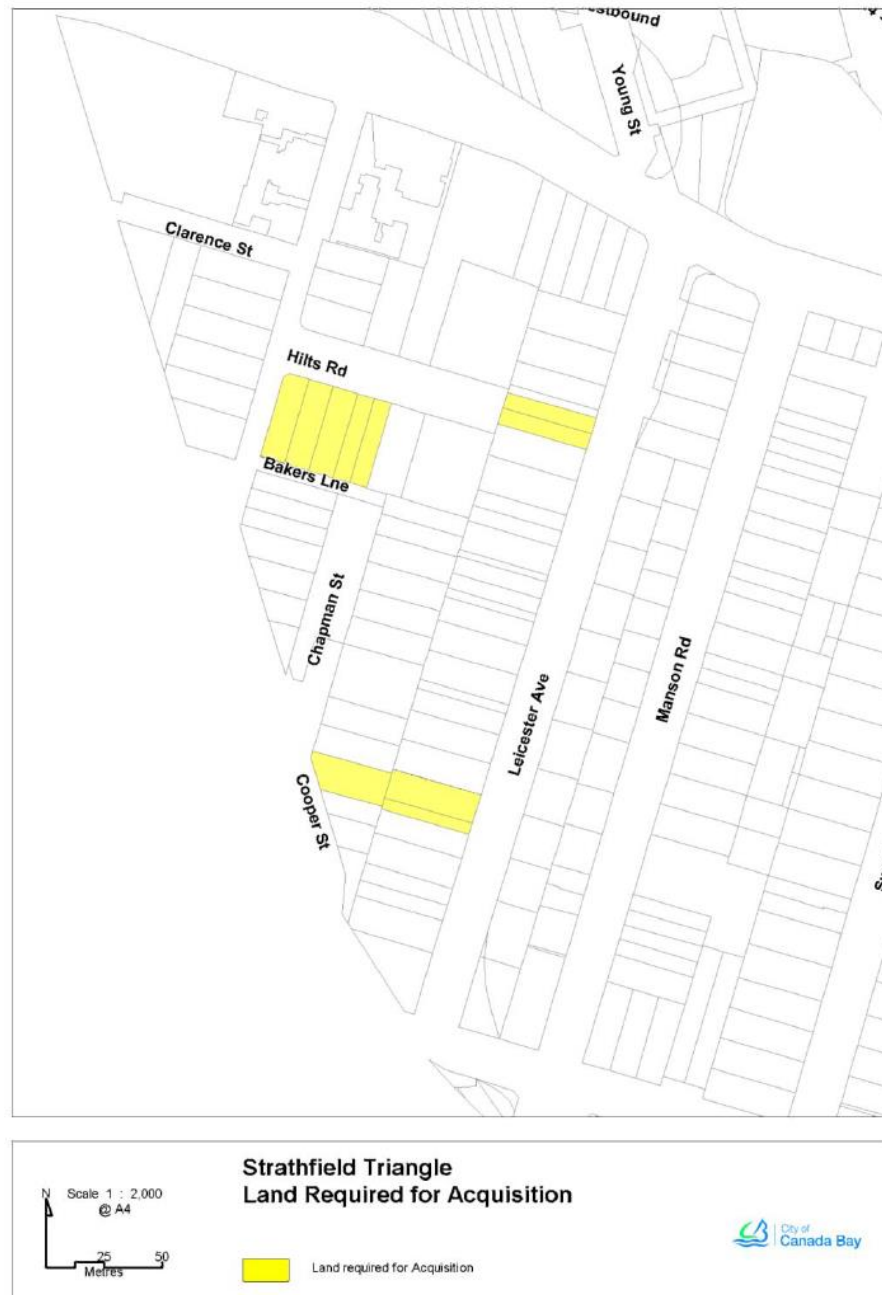 Young St
Clarence St
Hilts Rd
Bakers Lne
Chapman St
Leicester Ave
Manson Rd
Cooper St
Strathfield Triangle
Land Required for Acquisition
N
Scale 1 : 2,000
@ A4
25 50
Metres
Land required for Acquisition
City of
Canada Bay